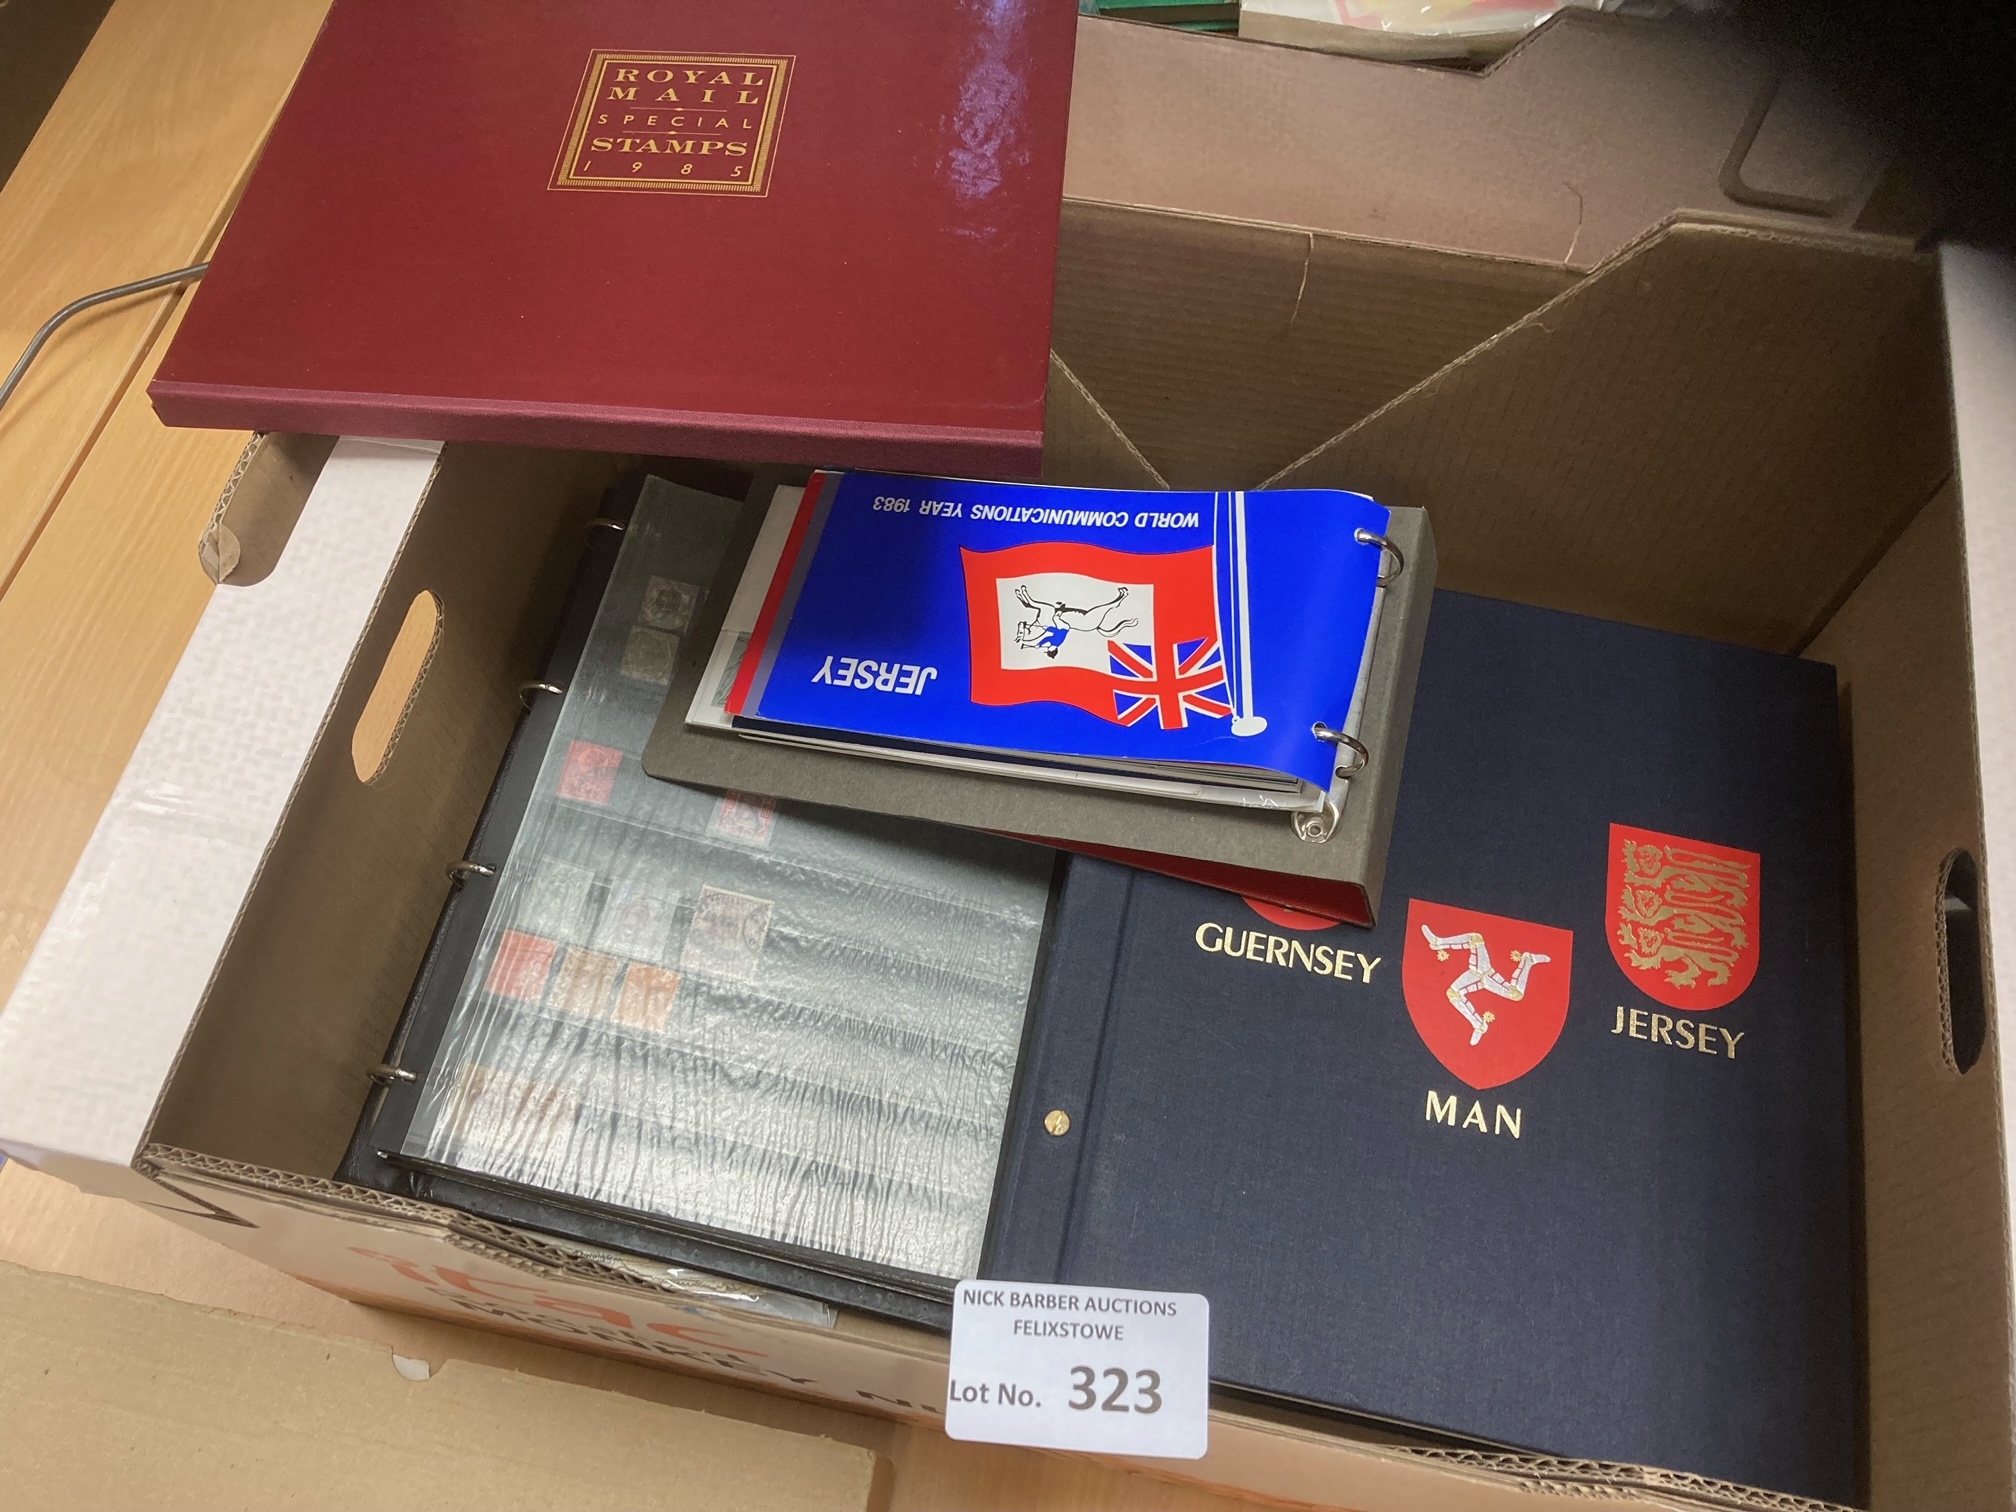 ROYAL
MAIL
SPECIAL
STAMPS
1985
WORLD COMMUNICATIONS YEAR 1983
JERSEY
GUERNSEY
MAN
JERSEY
NICK BARBER AUCTIONS
FELIXSTOWE
Lot No. 323